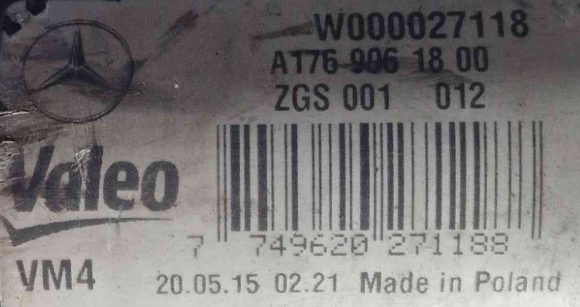 W000027118
A176 906 18 00
ZGS 001 012
Valeo
7 749620 271188
VM4
20.05.15 02.21 Made in Poland